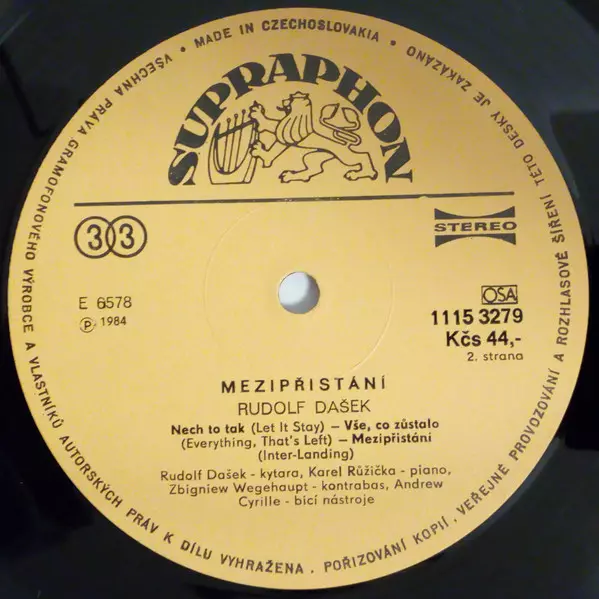 MADE IN CZECHOSLOVAKIA • VŠECHNA PRÁVA GRAMOFONOVÉHO VÝROBCE A VLASTNÍKŮ AUTORSKÝCH PRÁV K DÍLU VYHRAŽENA . POŘIZOVÁNÍ KOPIÍ . VEŘEJNÉ PROVOZOVÁNÍ A ROZHLASOVÉ ŠÍŘENÍ TÉTO DESKY JE ZAKÁZÁNO •
SUPRAPHON
33
STEREO
E 6578
Ⓟ 1984
OSA
1115 3279
Kčs 44,-
2. strana
MEZIPŘISTÁNÍ
RUDOLF DAŠEK
Nech to tak (Let It Stay) – Vše, co zůstalo
(Everything, That's Left) – Mezipřistání
(Inter-Landing)
Rudolf Dašek - kytara, Karel Růžička - piano,
Zbigniew Wegehaupt - kontrabas, Andrew
Cyrille - bicí nástroje